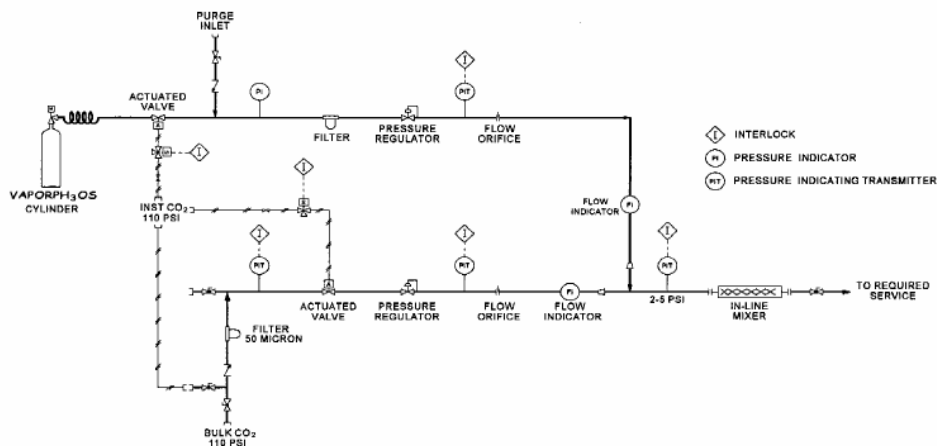 PURGE
INLET
ACTUATED
VALVE
PI
FILTER
PRESSURE
REGULATOR
I
PIT
FLOW
ORIFICE
I
INTERLOCK
PI
PRESSURE INDICATOR
PIT
PRESSURE INDICATING TRANSMITTER
VAPORPH₃OS
CYLINDER
I
INST CO₂
110 PSI
FLOW
INDICATOR
FI
I
PIT
ACTUATED
VALVE
PRESSURE
REGULATOR
I
PIT
FLOW
ORIFICE
FI
FLOW
INDICATOR
I
PIT
2-5 PSI
IN-LINE
MIXER
TO REQUIRED
SERVICE
FILTER
50 MICRON
BULK CO₂
110 PSI